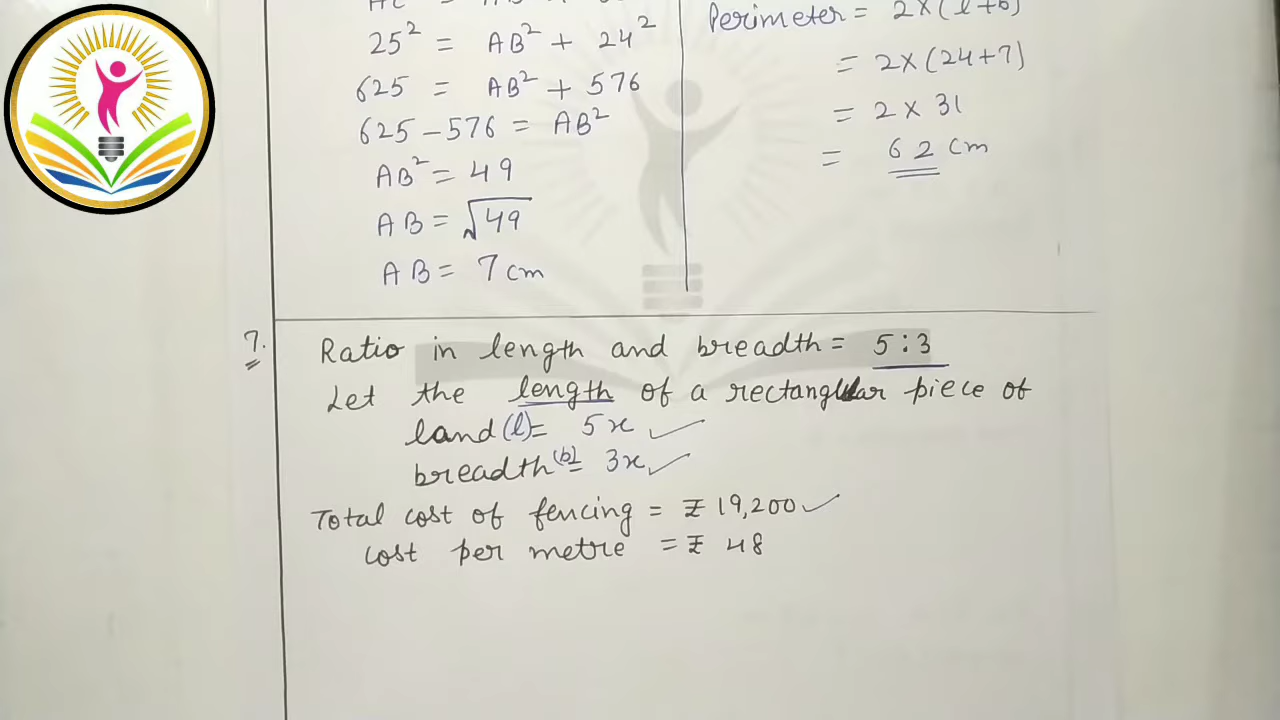 25² = AB² + 24²
625 = AB² + 576
625 – 576 = AB²
AB² = 49
AB = √49
AB = 7 cm
Perimeter = 2×(l+b)
= 2×(24+7)
= 2 × 31
= 62 cm
7.
Ratio in length and breadth = 5:3
Let the length of a rectangular piece of
land (l) = 5x ✓
breadth (b) = 3x ✓
Total cost of fencing = ₹ 19,200 ✓
cost per metre = ₹ 48